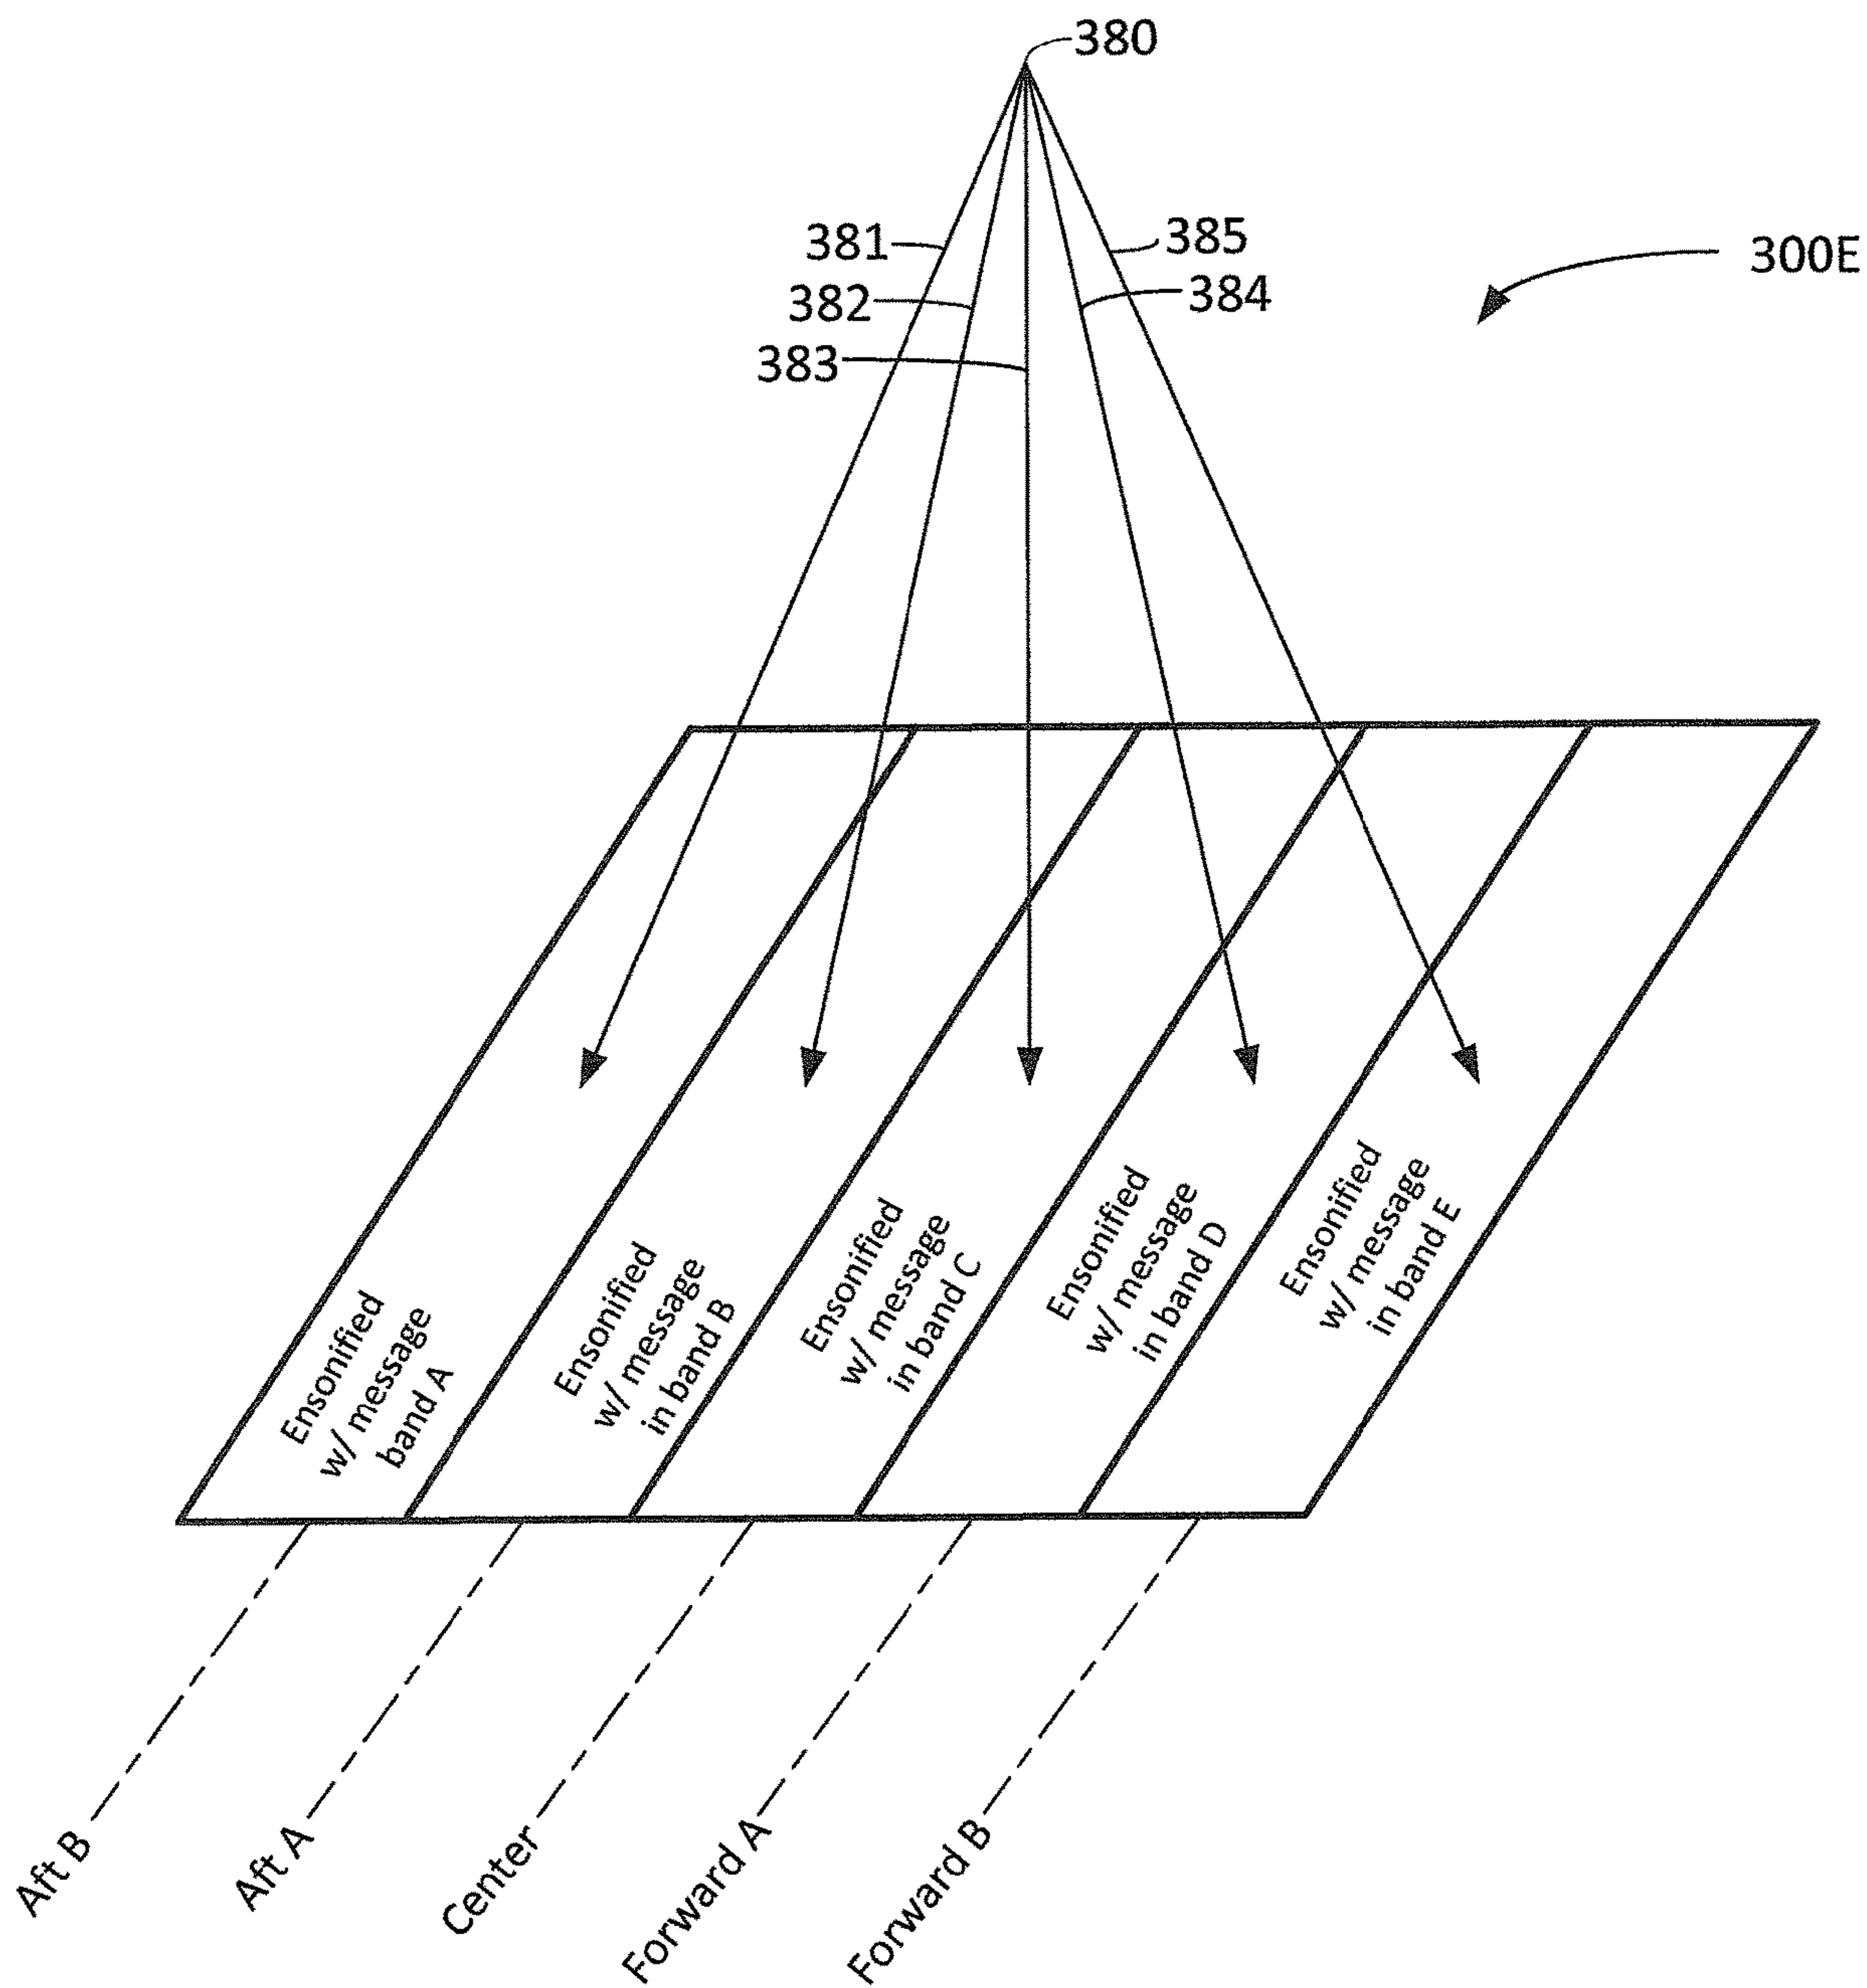 380
381
385
300E
382
384
383
Ensonified
w/ message
band A
Ensonified
w/ message
in band B
Ensonified
w/ message
in band C
Ensonified
w/ message
in band D
Ensonified
w/ message
in band E
Aft B
Aft A
Center
Forward A
Forward B